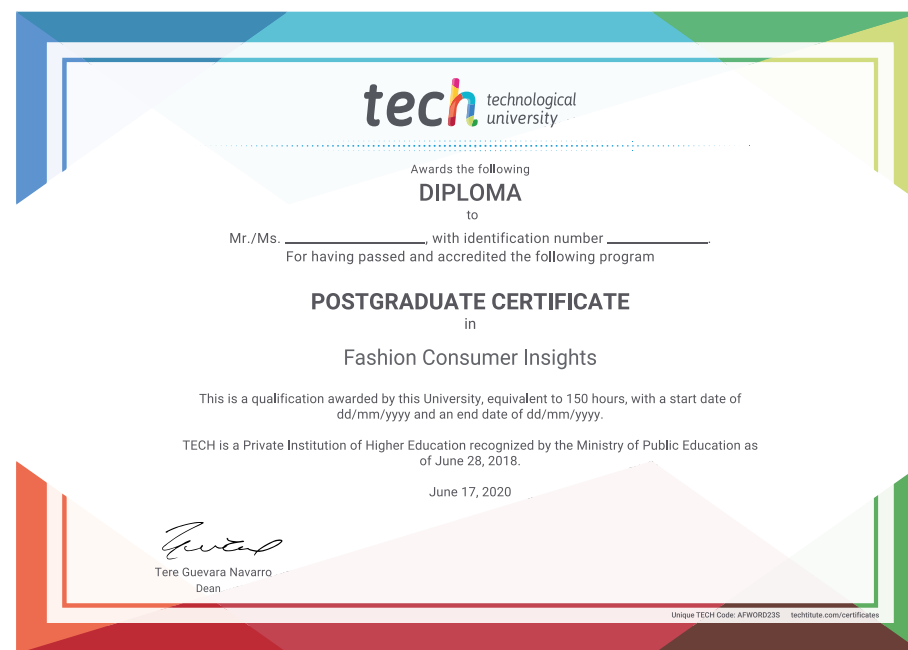 tech technological
university
Awards the following
DIPLOMA
to
Mr./Ms. ____________, with identification number ____________.
For having passed and accredited the following program
POSTGRADUATE CERTIFICATE
in
Fashion Consumer Insights
This is a qualification awarded by this University, equivalent to 150 hours, with a start date of
dd/mm/yyyy and an end date of dd/mm/yyyy.
TECH is a Private Institution of Higher Education recognized by the Ministry of Public Education as
of June 28, 2018.
June 17, 2020
Tere Guevara Navarro
Dean
Unique TECH Code: AFWORD23S techtitute.com/certificates